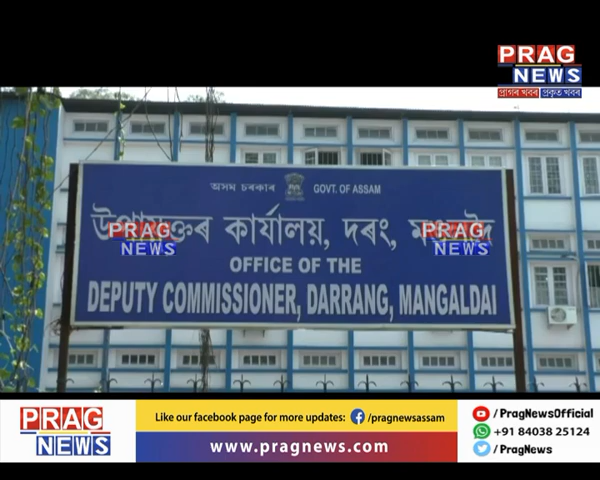 PRAG
NEWS
প্ৰাগৰ খবৰ প্ৰকৃত খবৰ
অসম চৰকাৰ GOVT. OF ASSAM
কাৰ্যালয়, দৰং,
PRAG
NEWS
PRAG
NEWS
OFFICE OF THE
DEPUTY COMMISSIONER, DARRANG, MANGALDAI
PRAG
NEWS
Like our facebook page for more updates: f/pragnewsassam
www.pragnews.com
/PragNewsOfficial
+91 84038 25124
/PragNews